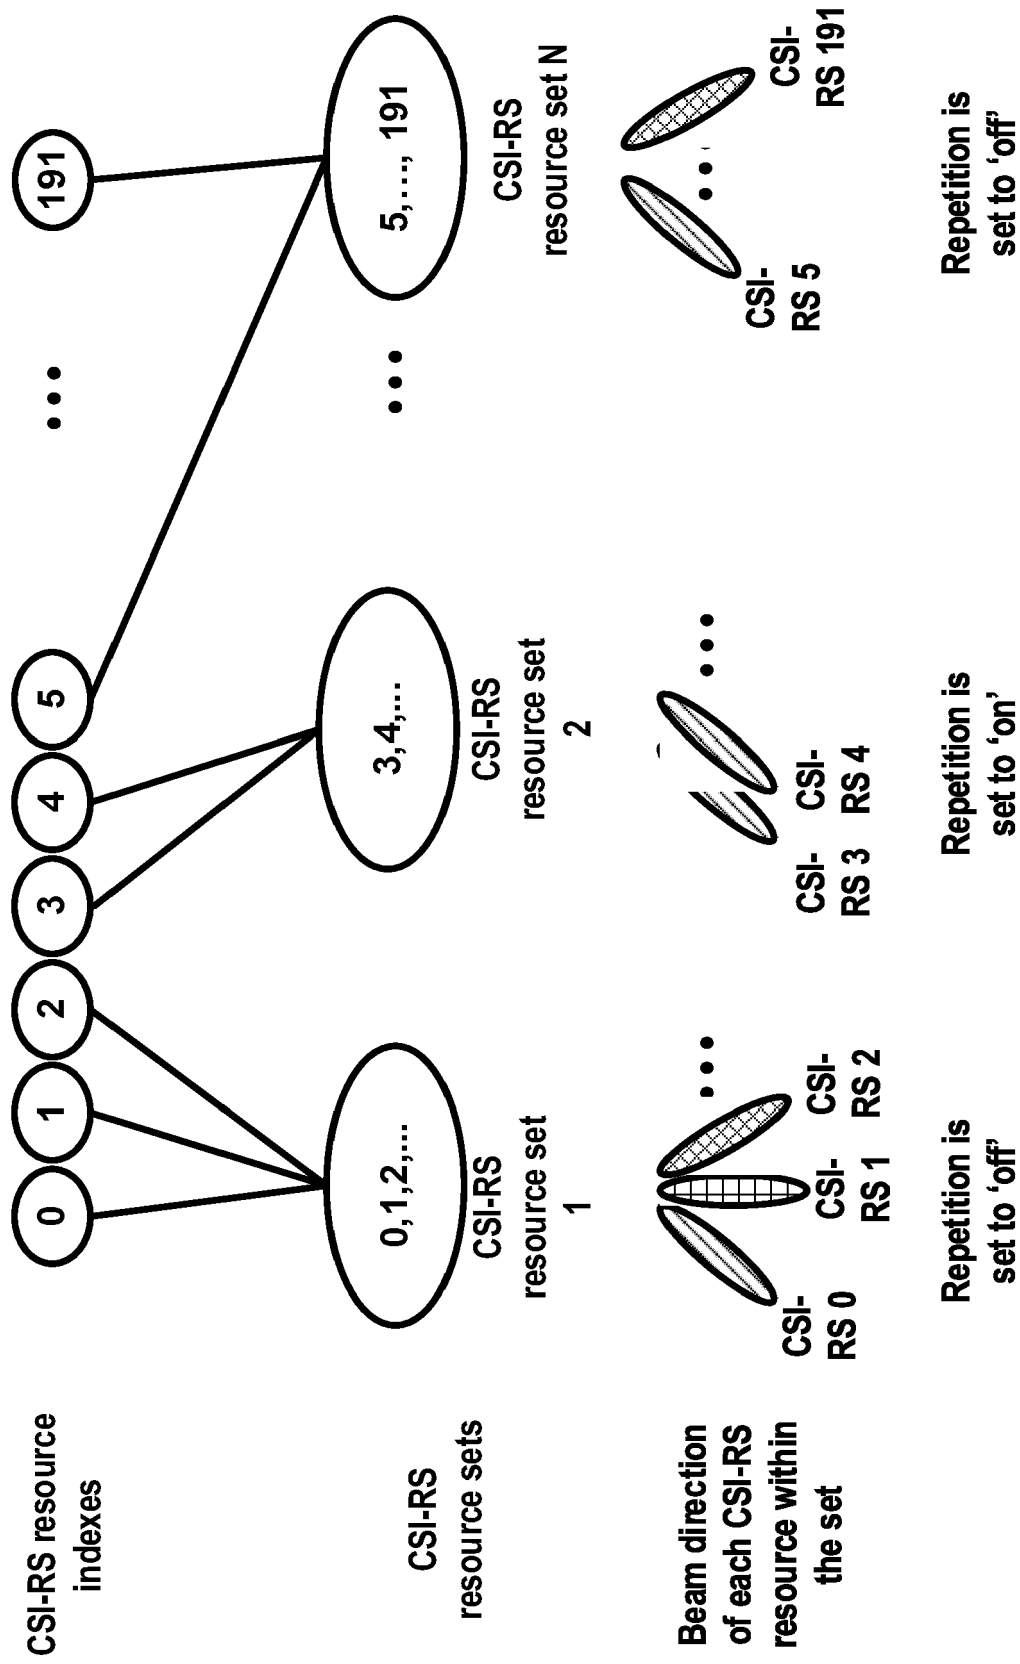 CSI-RS resource
indexes
0
1
2
3
4
5
•••
191
CSI-RS
resource sets
0,1,2,...
CSI-RS
resource set
1
3,4,...
CSI-RS
resource set
2
•••
5,...., 191
CSI-RS
resource set N
Beam direction
of each CSI-RS
resource within
the set
CSI-
RS 0
CSI-
RS 1
CSI-
RS 2
•••
CSI-
RS 3
CSI-
RS 4
•••
CSI-
RS 5
•••
CSI-
RS 191
Repetition is
set to ‘off’
Repetition is
set to ‘on’
Repetition is
set to ‘off’